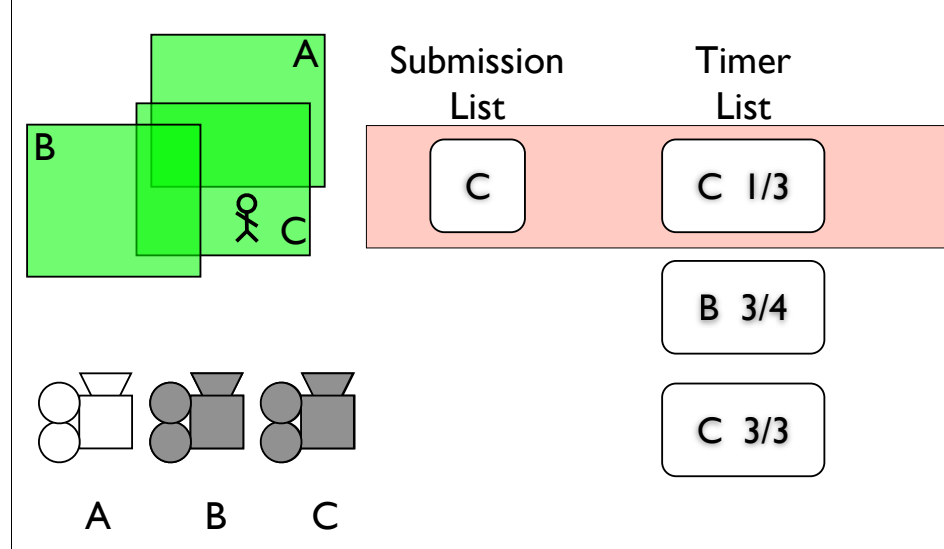 A
B
C
Submission
List
Timer
List
C
C 1/3
B 3/4
C 3/3
A B C